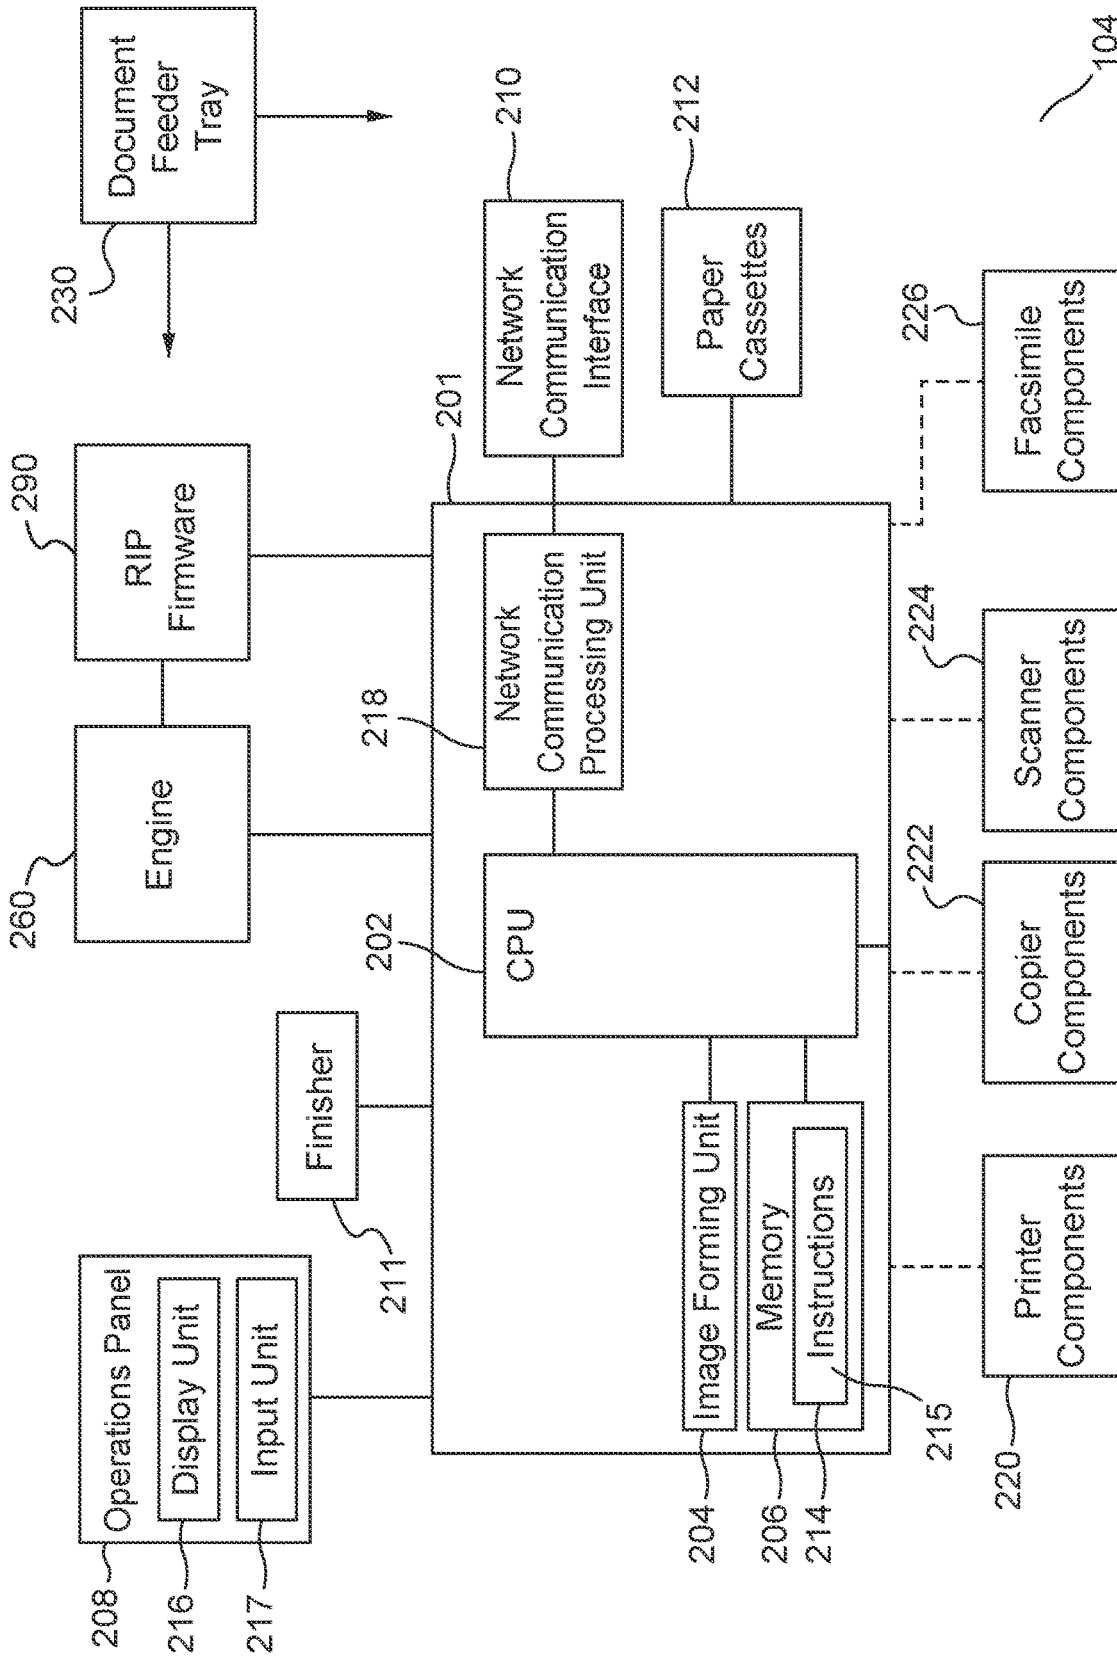 208
Operations Panel
216
Display Unit
217
Input Unit
Finisher
211
260
Engine
290
RIP
Firmware
230
Document
Feeder
Tray
201
202
CPU
218
Network
Communication
Processing Unit
Network
Communication
Interface
210
204
Image Forming Unit
206
Memory
214
Instructions
215
Paper
Cassettes
212
220
Printer
Components
222
Copier
Components
224
Scanner
Components
226
Facsimile
Components
104